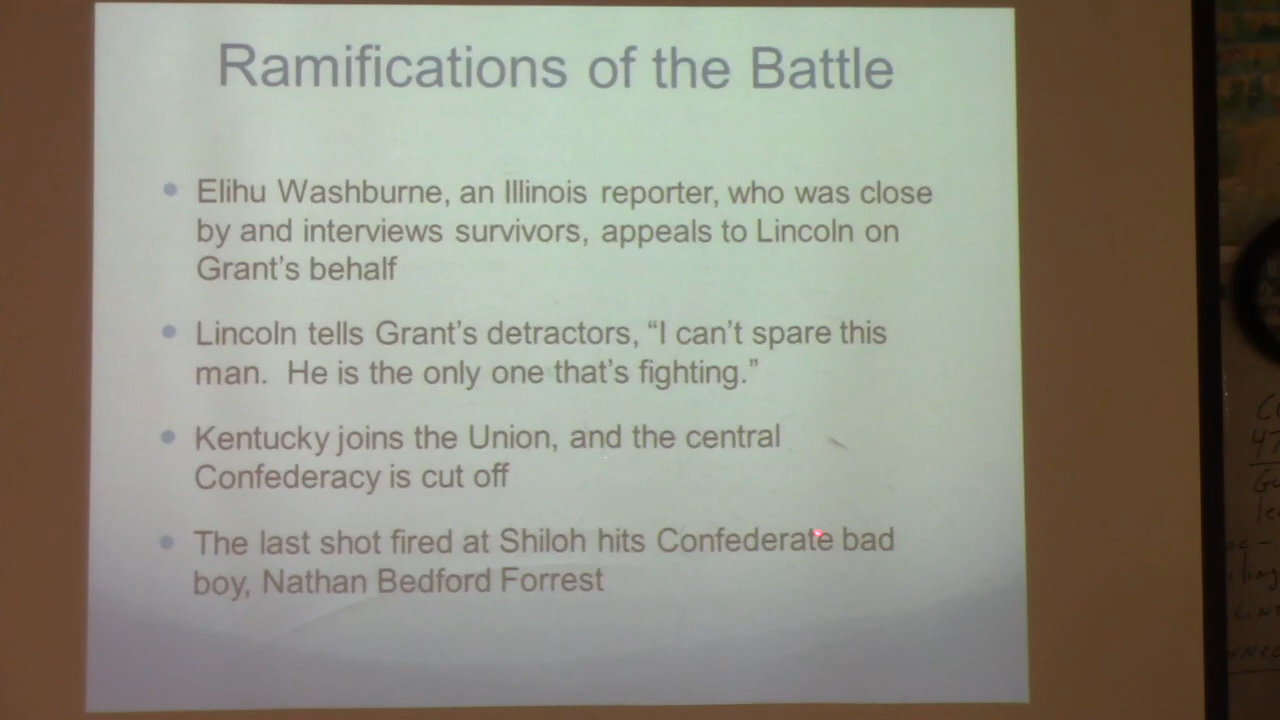 Ramifications of the Battle
Elihu Washburne, an Illinois reporter, who was close
by and interviews survivors, appeals to Lincoln on
Grant's behalf
Lincoln tells Grant's detractors, “I can't spare this
man.  He is the only one that's fighting.”
Kentucky joins the Union, and the central
Confederacy is cut off
The last shot fired at Shiloh hits Confederate bad
boy, Nathan Bedford Forrest